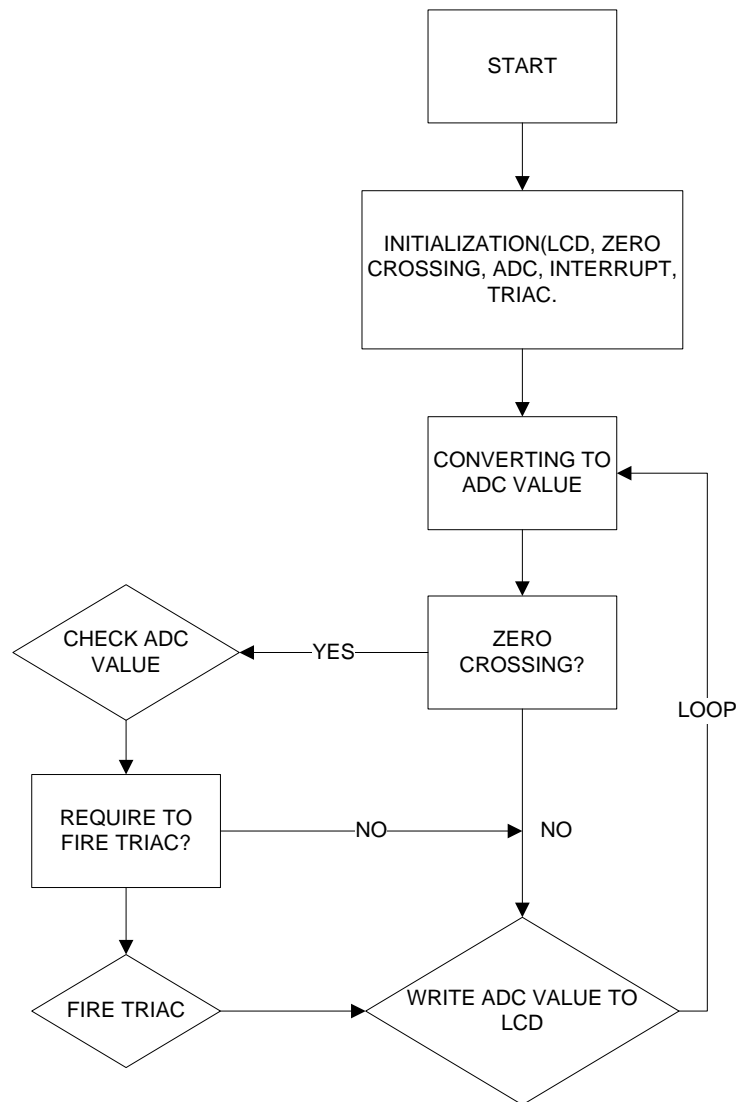 START
INITIALIZATION(LCD, ZERO
CROSSING, ADC, INTERRUPT,
TRIAC.
CONVERTING TO
ADC VALUE
ZERO
CROSSING?
YES
CHECK ADC
VALUE
LOOP
REQUIRE TO
FIRE TRIAC?
NO
NO
FIRE TRIAC
WRITE ADC VALUE TO
LCD